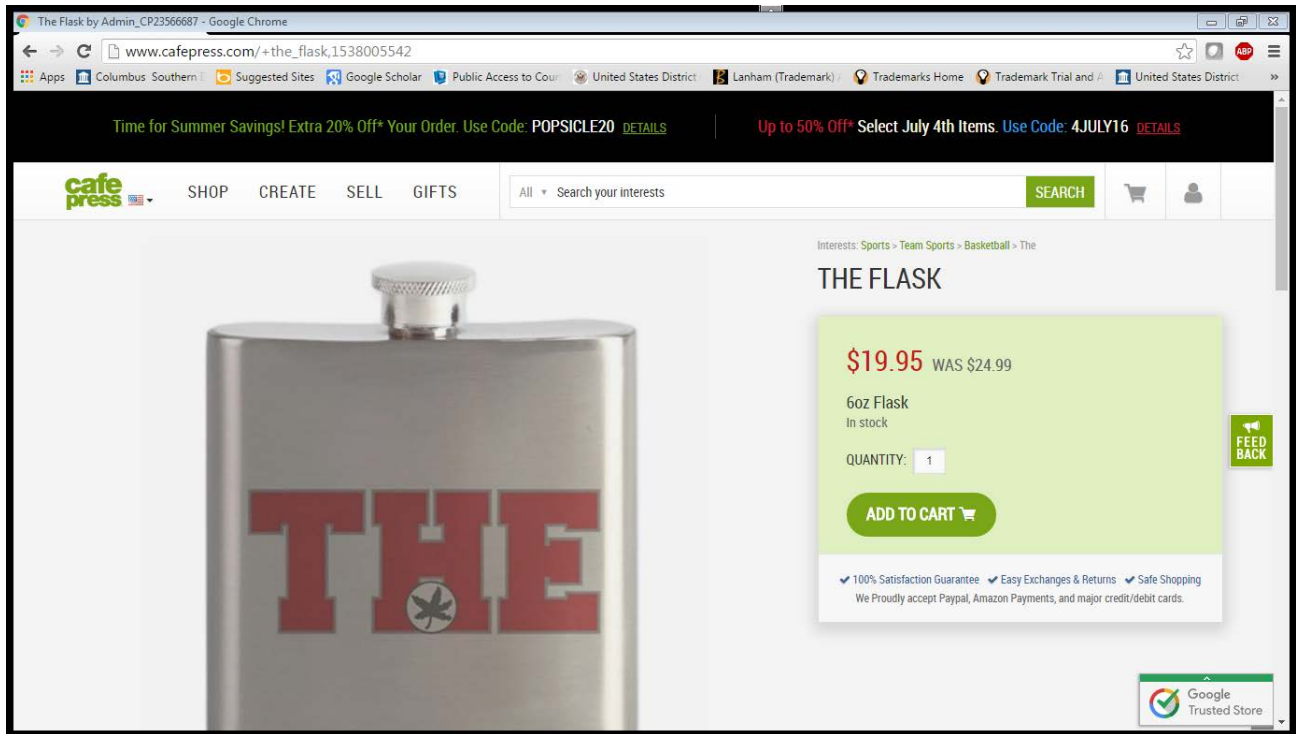 The Flask by Admin_CP23566687 - Google Chrome
www.cafepress.com/+the_flask,1538005542
ABP
Apps Columbus Southern Suggested Sites Google Scholar Public Access to Cour United States District Lanham (Trademark) Trademarks Home Trademark Trial and A United States District »
Time for Summer Savings! Extra 20% Off* Your Order. Use Code: POPSICLE20 DETAILS
Up to 50% Off* Select July 4th Items. Use Code: 4JULY16 DETAILS
cafe
press
SHOP CREATE SELL GIFTS
All Search your interests
SEARCH
Interests: Sports > Team Sports > Basketball > The
THE FLASK
$19.95 WAS $24.99
6oz Flask
In stock
QUANTITY: 1
ADD TO CART
✔ 100% Satisfaction Guarantee ✔ Easy Exchanges & Returns ✔ Safe Shopping
We Proudly accept Paypal, Amazon Payments, and major credit/debit cards.
FEED
BACK
THE
Google
Trusted Store